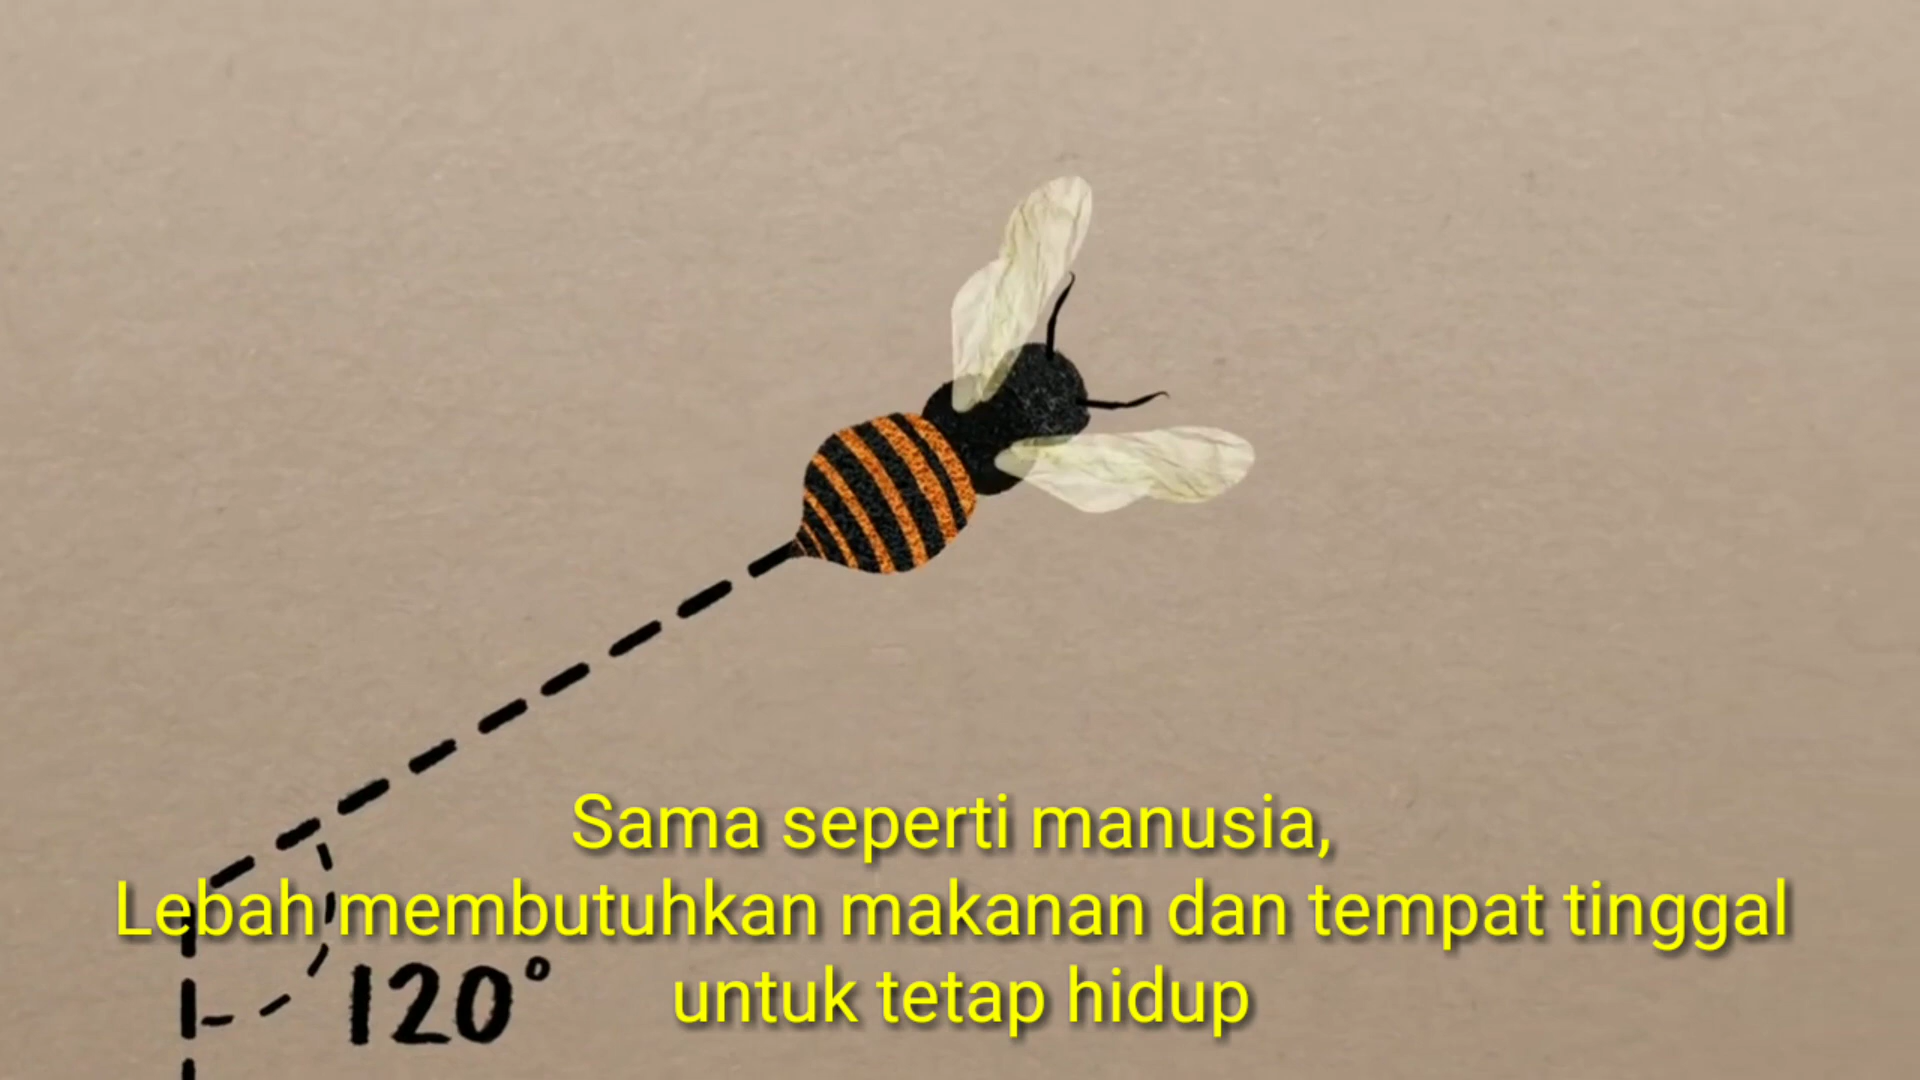 Sama seperti manusia,
Lebah membutuhkan makanan dan tempat tinggal
untuk tetap hidup
120°